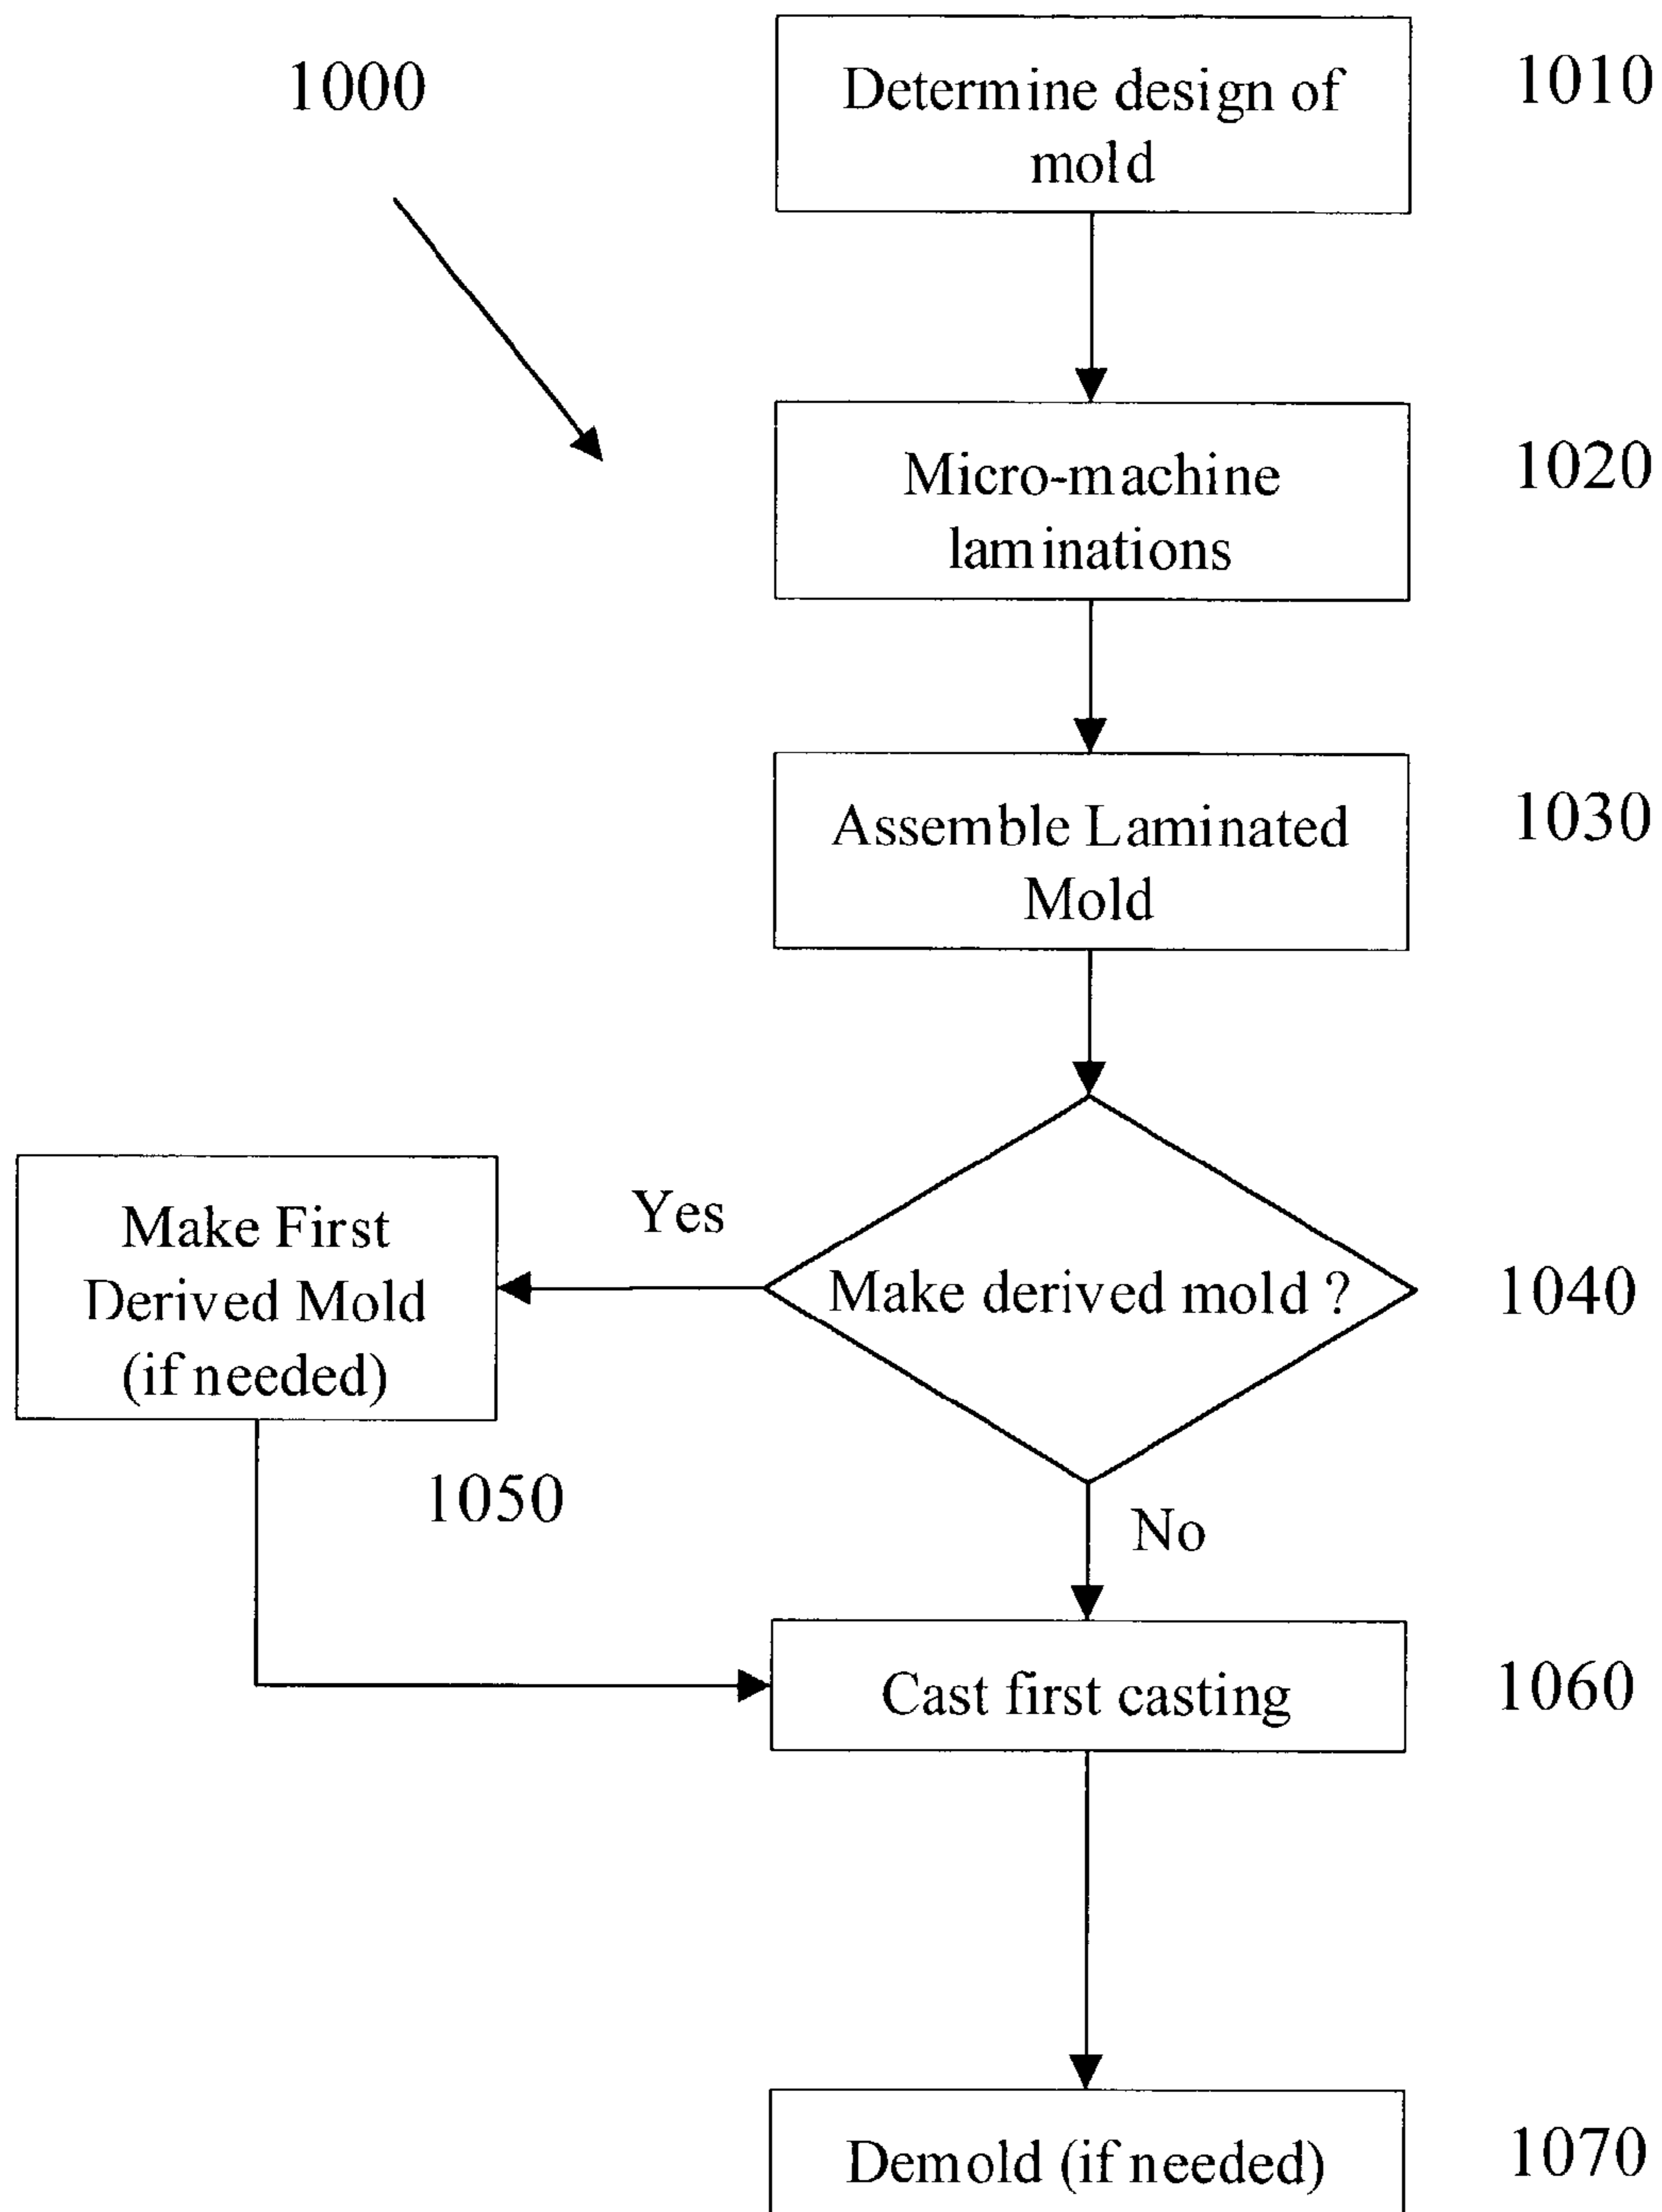 1000
Determine design of
mold
1010
Micro-machine
laminations
1020
Assemble Laminated
Mold
1030
Make derived mold ?
1040
Yes
Make First
Derived Mold
(if needed)
1050
No
Cast first casting
1060
Demold (if needed)
1070